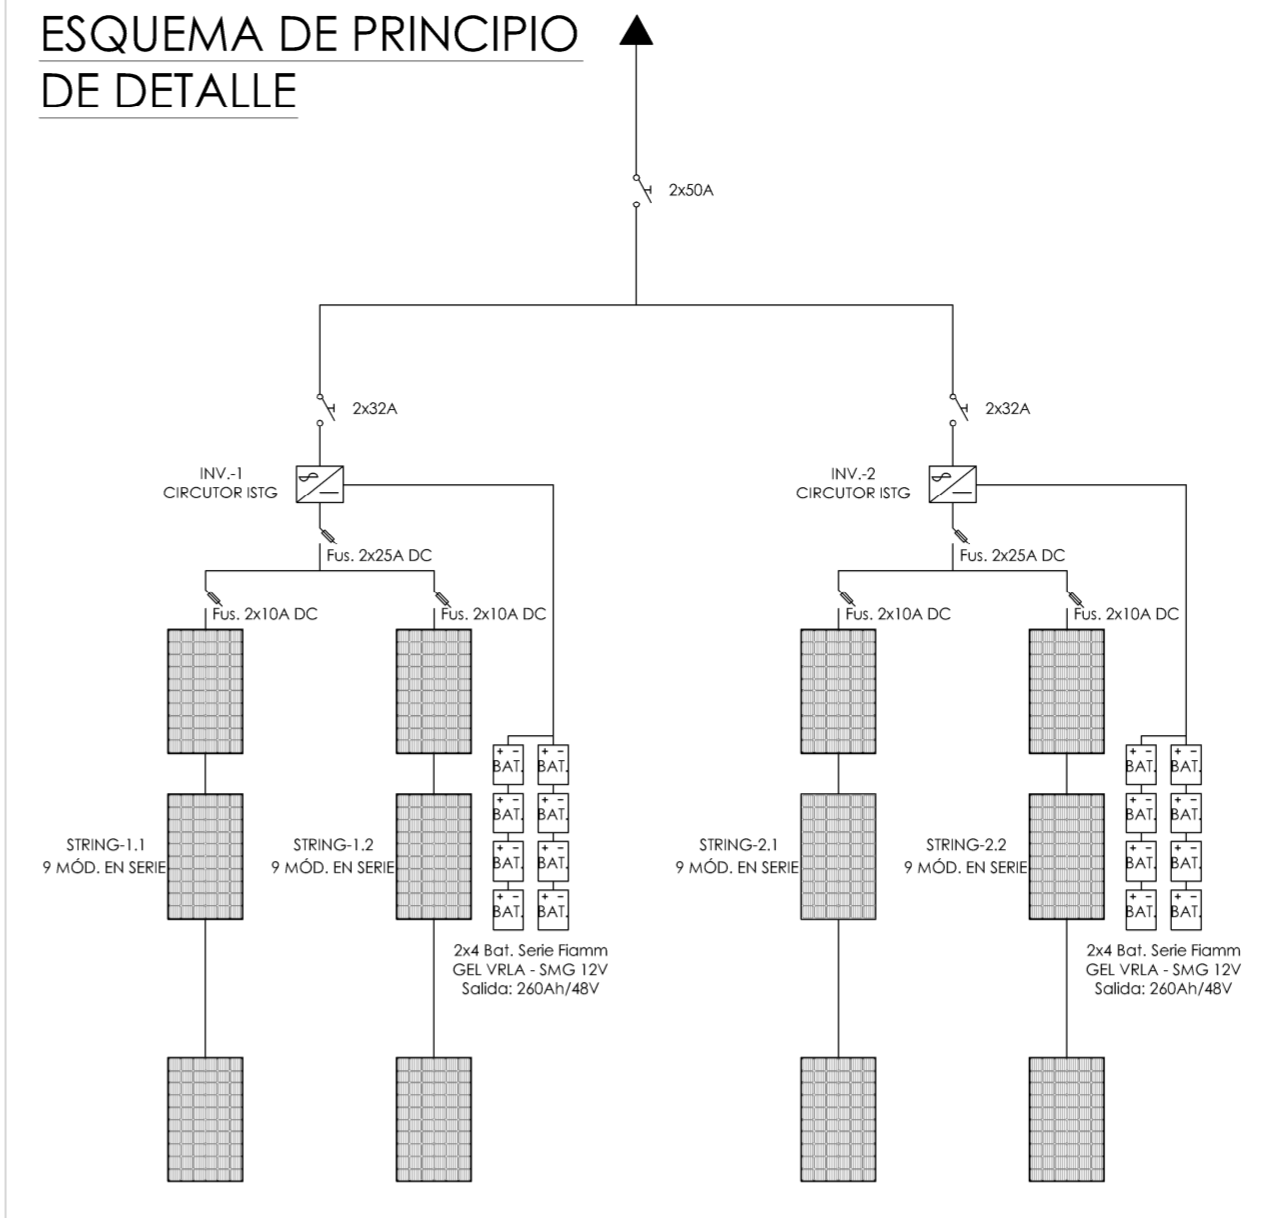 ESQUEMA DE PRINCIPIO
DE DETALLE
2x50A
2x32A
2x32A
INV.-1
CIRCUTOR ISTG
INV.-2
CIRCUTOR ISTG
Fus. 2x25A DC
Fus. 2x25A DC
Fus. 2x10A DC
Fus. 2x10A DC
Fus. 2x10A DC
Fus. 2x10A DC
+ - + - + - + -
BAT. BAT. BAT. BAT.
+ - + - + - + -
BAT. BAT. BAT. BAT.
STRING-1.1
9 MÓD. EN SERIE
STRING-1.2
9 MÓD. EN SERIE
STRING-2.1
9 MÓD. EN SERIE
STRING-2.2
9 MÓD. EN SERIE
+ - + - + - + -
BAT. BAT. BAT. BAT.
+ - + - + - + -
BAT. BAT. BAT. BAT.
2x4 Bat. Serie Fiamm
GEL VRLA - SMG 12V
Salida: 260Ah/48V
2x4 Bat. Serie Fiamm
GEL VRLA - SMG 12V
Salida: 260Ah/48V